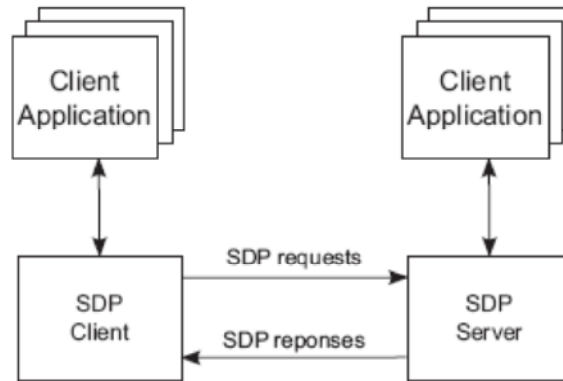 Client
Application
Client
Application
SDP requests
SDP
Client
SDP
Server
SDP reponses